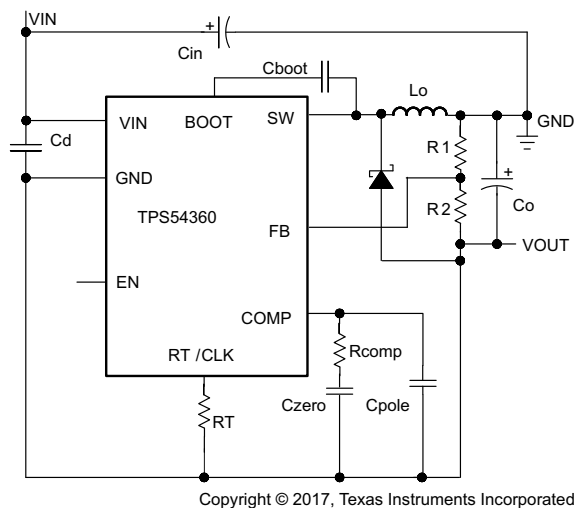 VIN
+
Cin
Cboot
Lo
VIN
BOOT
SW
GND
Cd
R1
GND
+
TPS54360
R2
Co
FB
VOUT
EN
COMP
Rcomp
RT /CLK
Czero
Cpole
RT
Copyright © 2017, Texas Instruments Incorporated